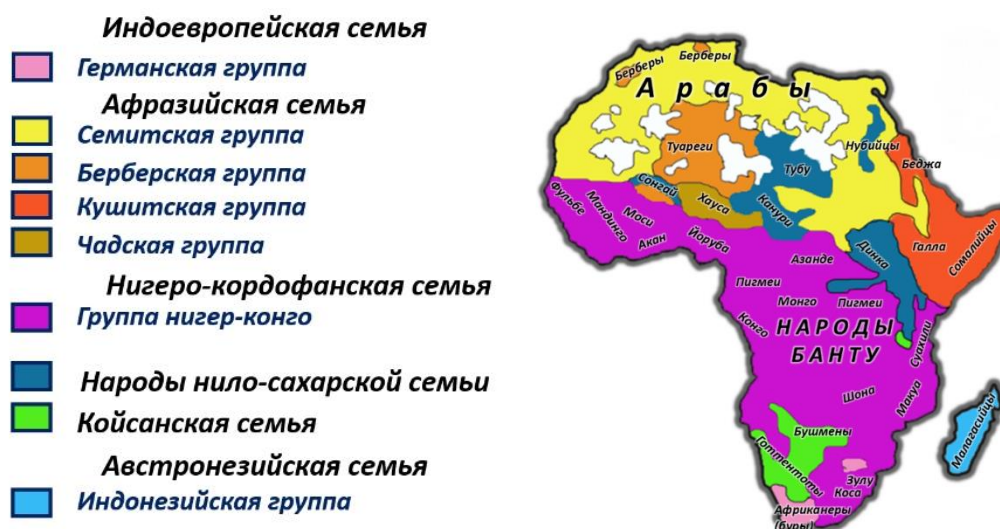 Индоевропейская семья
Германская группа
Афразийская семья
Семитская группа
Берберская группа
Кушитская группа
Чадская группа
Нигеро-кордофанская семья
Группа нигер-конго
Народы нило-сахарской семьи
Койсанская семья
Австронезийская семья
Индонезийская группа
Берберы
Берберы
Арабы
Туареги
Тубу
Нубийцы
Беджа
Сонгай
Хауса
Канури
Фульбе
Мандинго
Моси
Акан
Йоруба
Динка
Галла
Сомалийцы
Азанде
Пигмеи
Монго
Пигмеи
Конго
НАРОДЫ
БАНТУ
Суахили
Шона
Макуа
Малагасийцы
Бушмены
Готтентоты
Зулу
Коса
Африканеры
(буры)